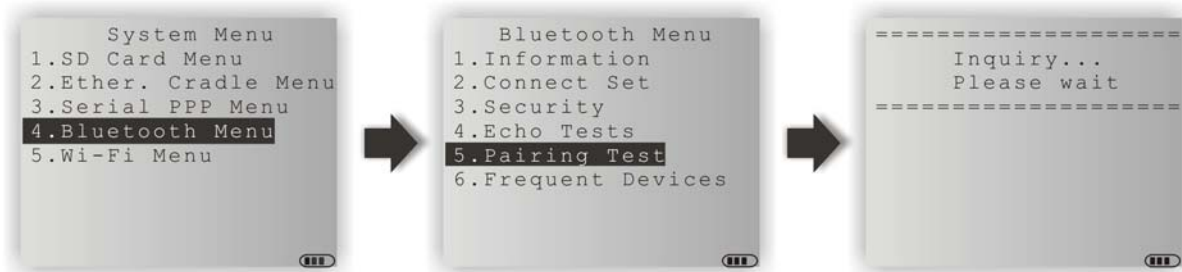 System Menu
1.SD Card Menu
2.Ether. Cradle Menu
3.Serial PPP Menu
4.Bluetooth Menu
5.Wi-Fi Menu
Bluetooth Menu
1.Information
2.Connect Set
3.Security
4.Echo Tests
5.Pairing Test
6.Frequent Devices
====================
Inquiry...
Please wait
====================